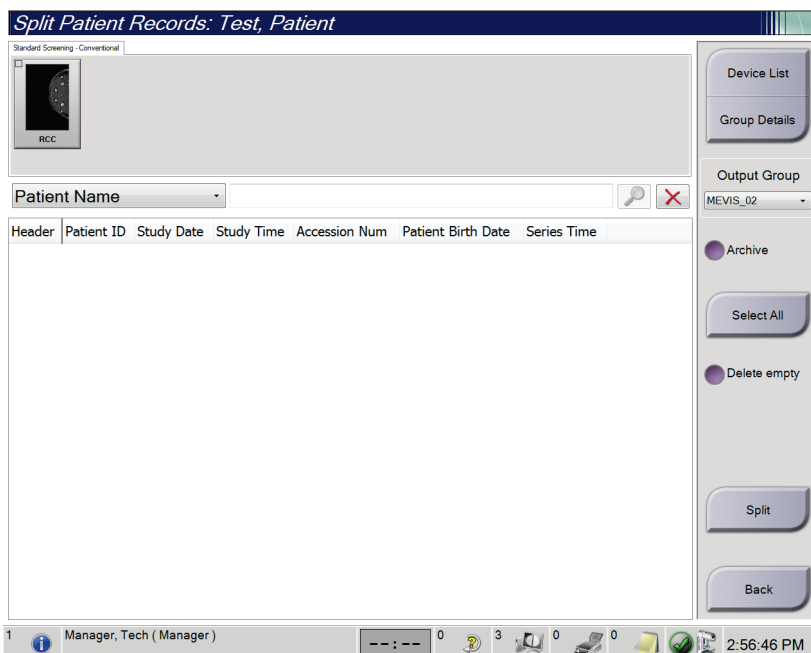 Split Patient Records: Test, Patient
Standard Screening - Conventional
RCC
Patient Name
Header Patient ID Study Date Study Time Accession Num Patient Birth Date Series Time
Device List
Group Details
Output Group
MEVIS_02
Archive
Select All
Delete empty
Split
Back
1 Manager, Tech ( Manager ) --:-- 0 3 0 0 2:56:46 PM